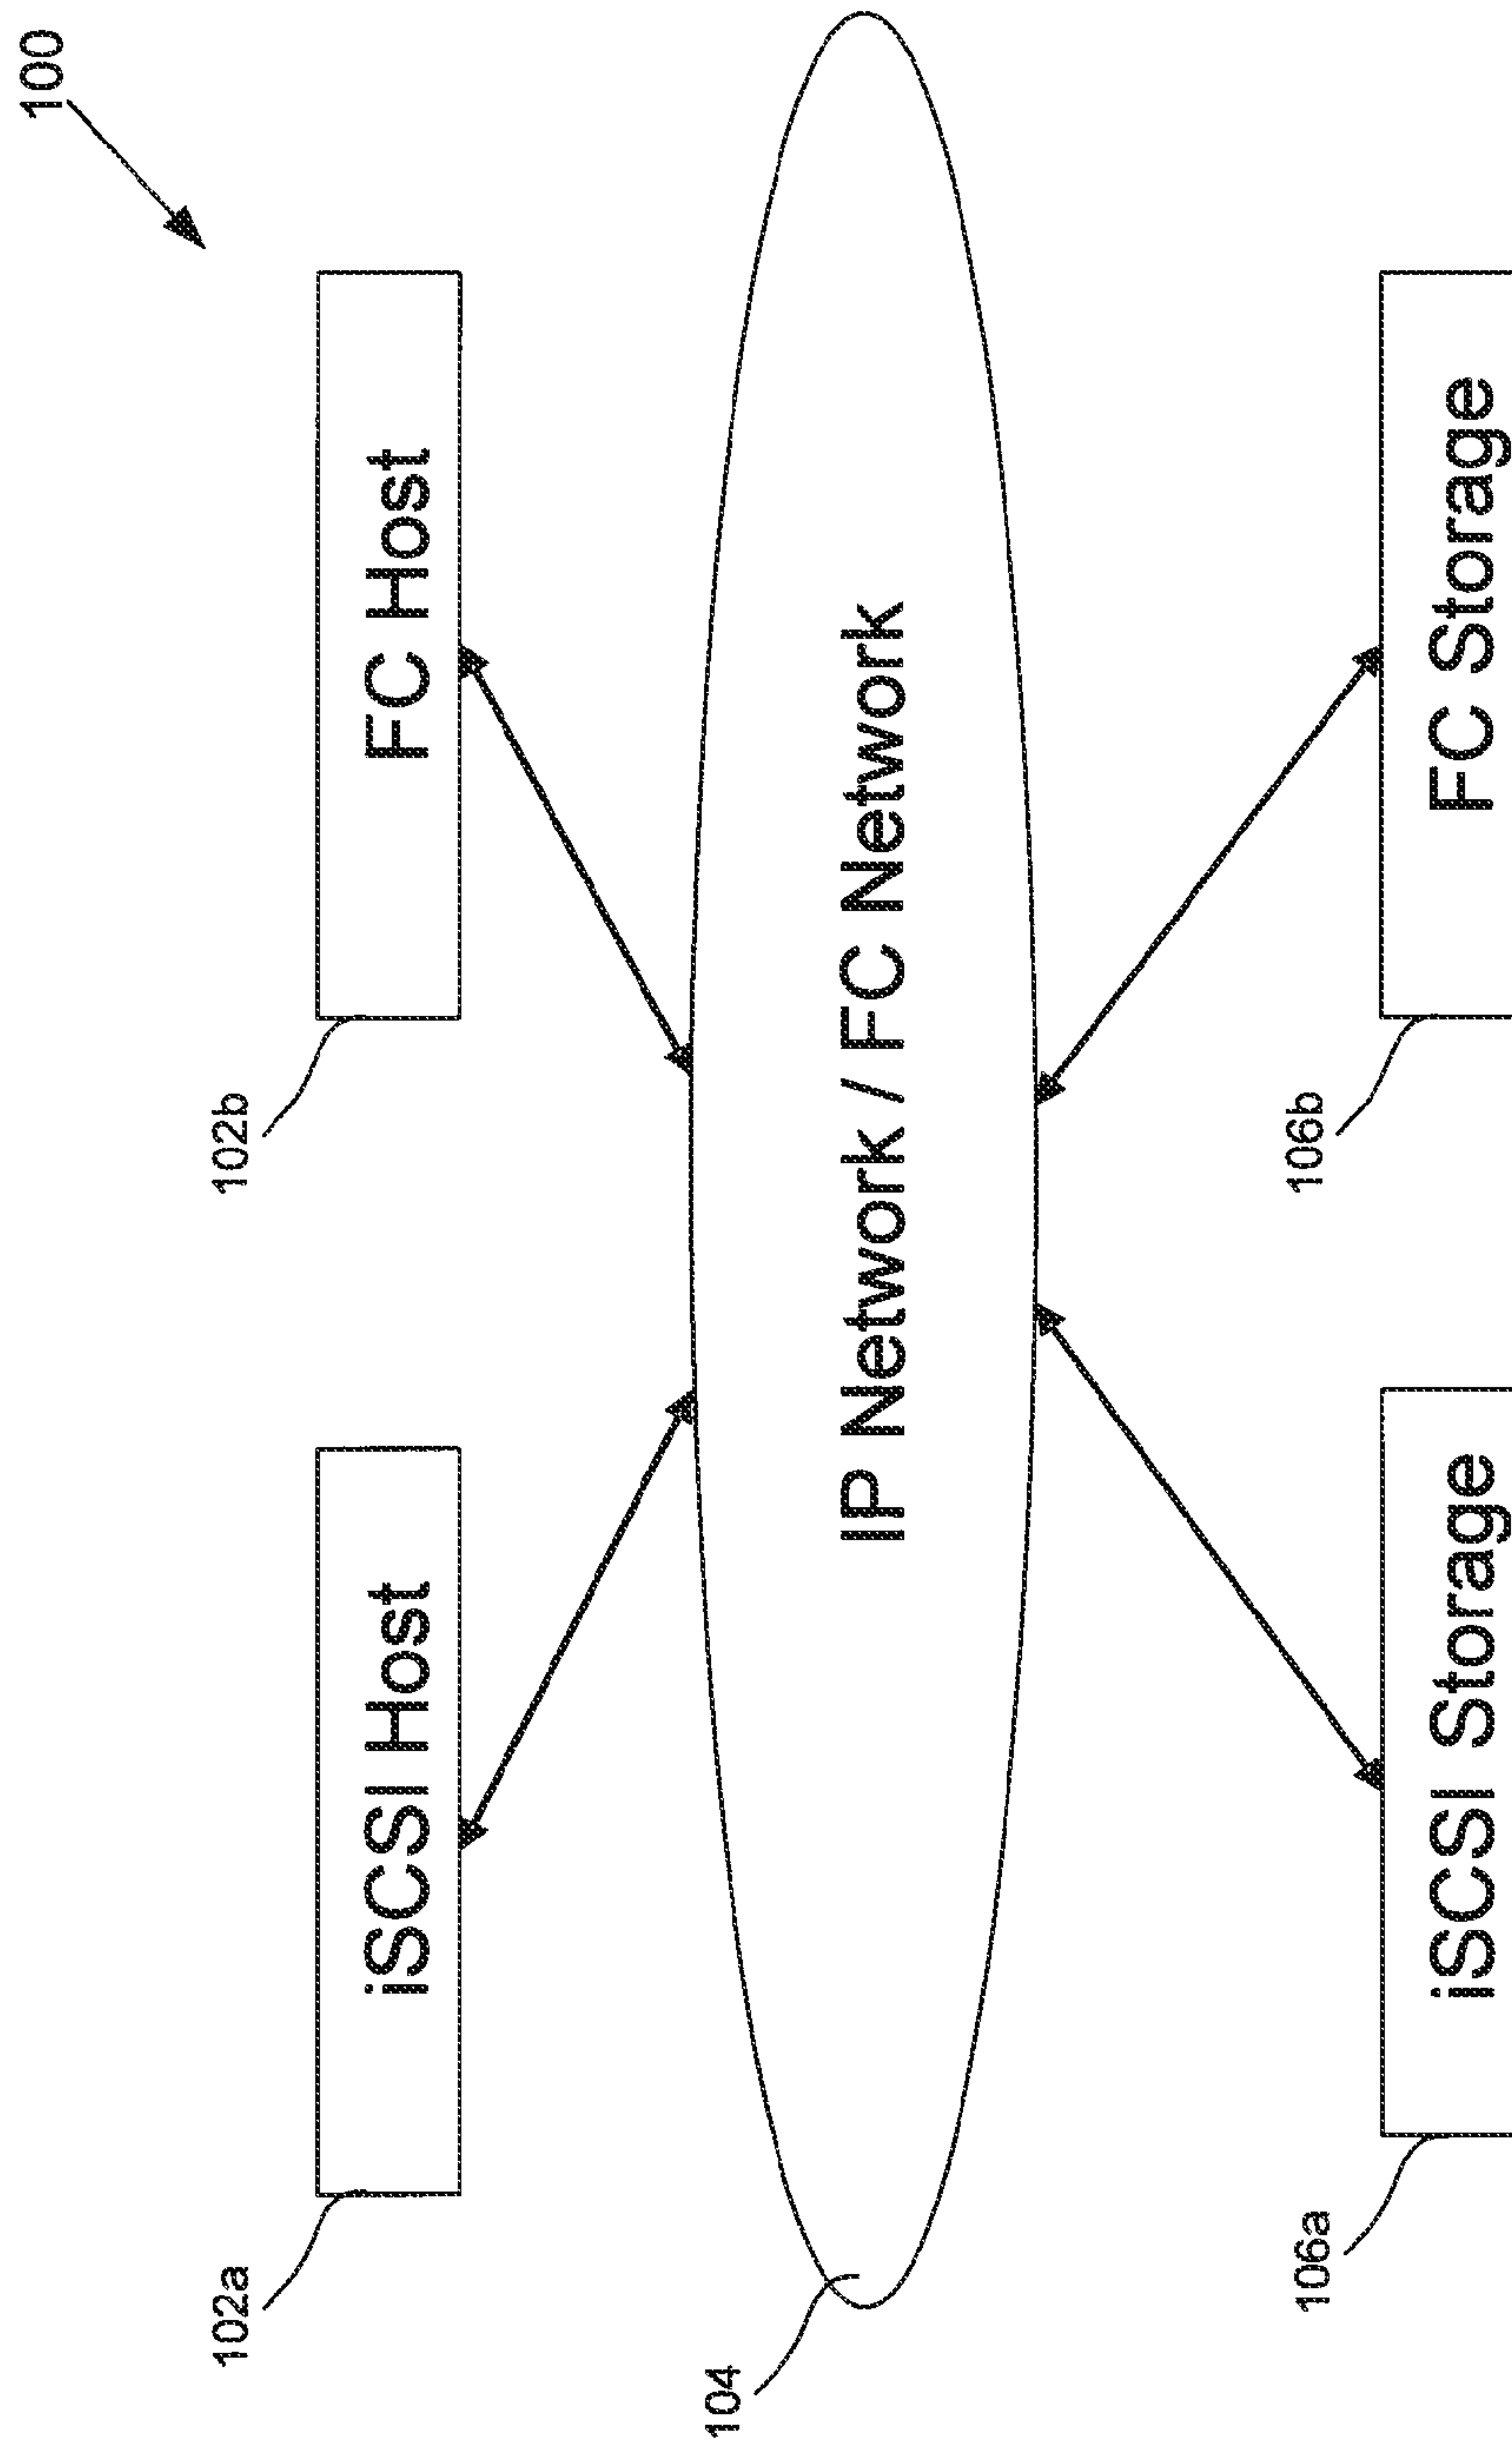 100
102a
iSCSI Host
102b
FC Host
104
IP Network / FC Network
106a
iSCSI Storage
106b
FC Storage